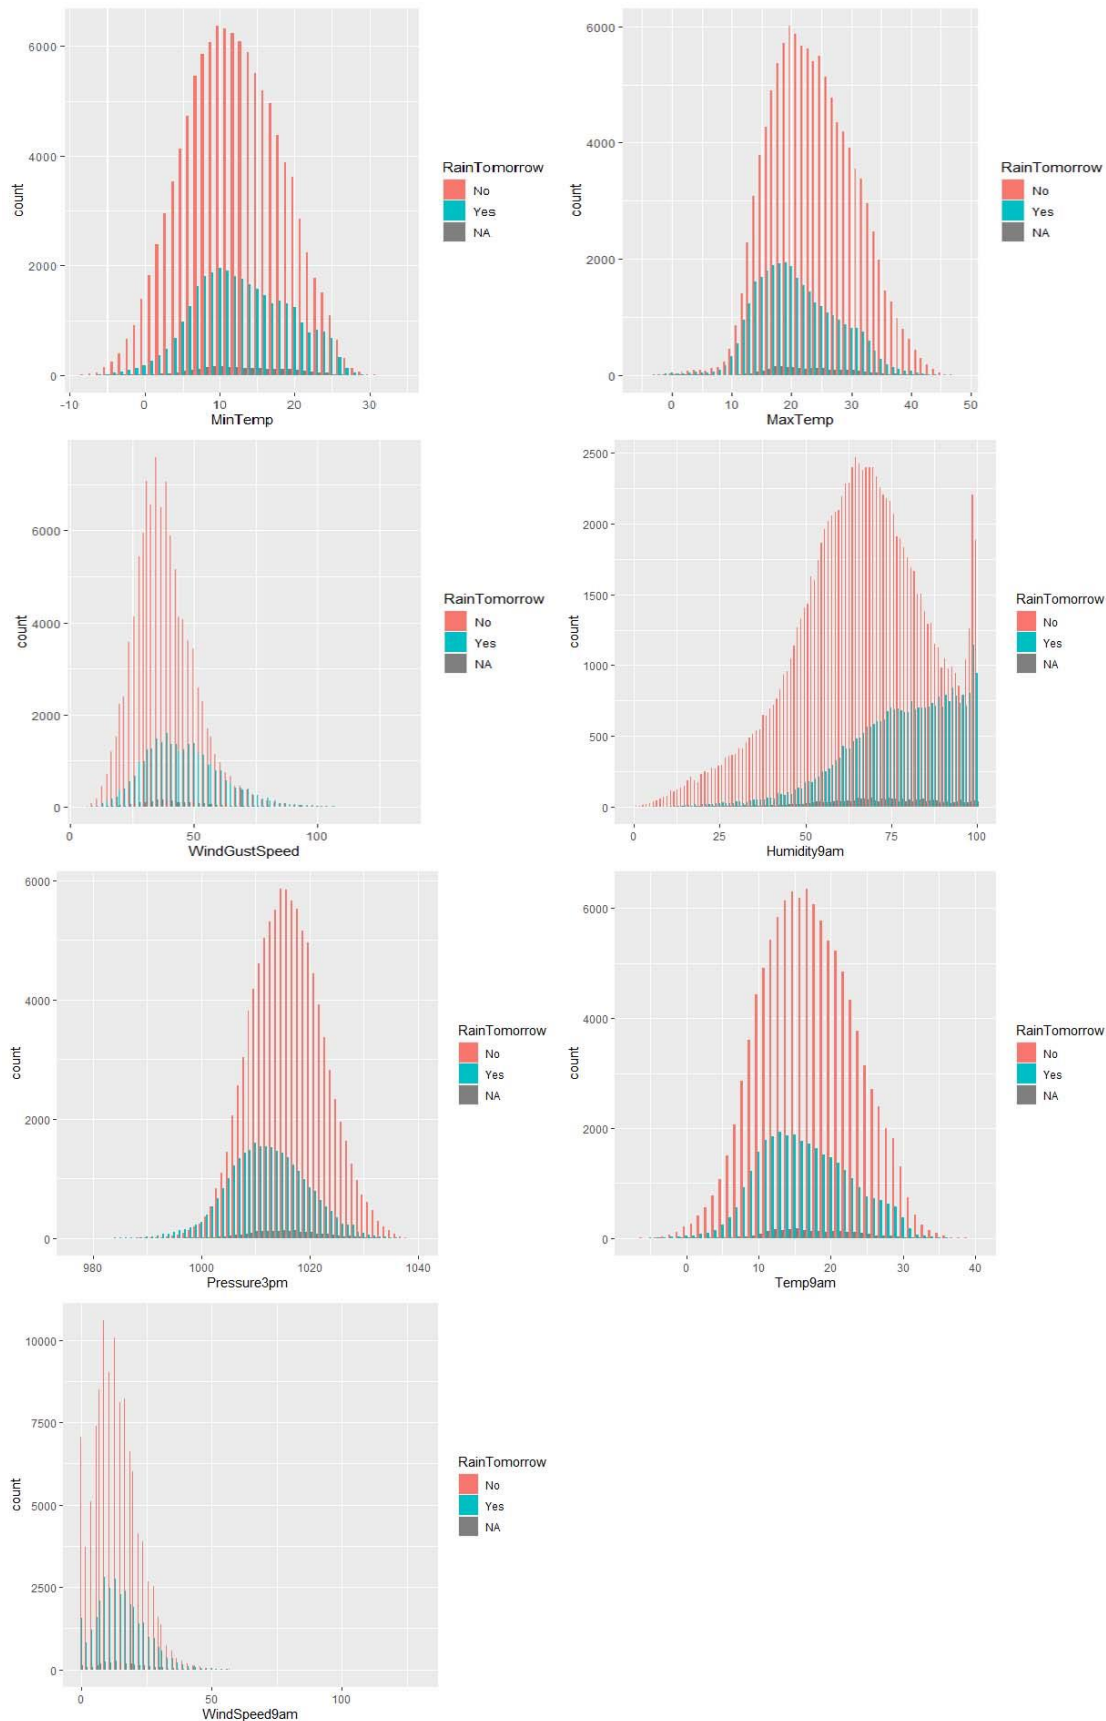 6000
4000
2000
0
count
-10
0
10
20
30
MinTemp
RainTomorrow
No
Yes
NA
6000
4000
2000
0
count
0
10
20
30
40
50
MaxTemp
RainTomorrow
No
Yes
NA
6000
4000
2000
0
count
0
50
100
WindGustSpeed
RainTomorrow
No
Yes
NA
2500
2000
1500
1000
500
0
count
0
25
50
75
100
Humidity9am
RainTomorrow
No
Yes
NA
6000
4000
2000
0
count
980
1000
1020
1040
Pressure3pm
RainTomorrow
No
Yes
NA
6000
4000
2000
0
count
0
10
20
30
40
Temp9am
RainTomorrow
No
Yes
NA
10000
7500
5000
2500
0
count
0
50
100
WindSpeed9am
RainTomorrow
No
Yes
NA